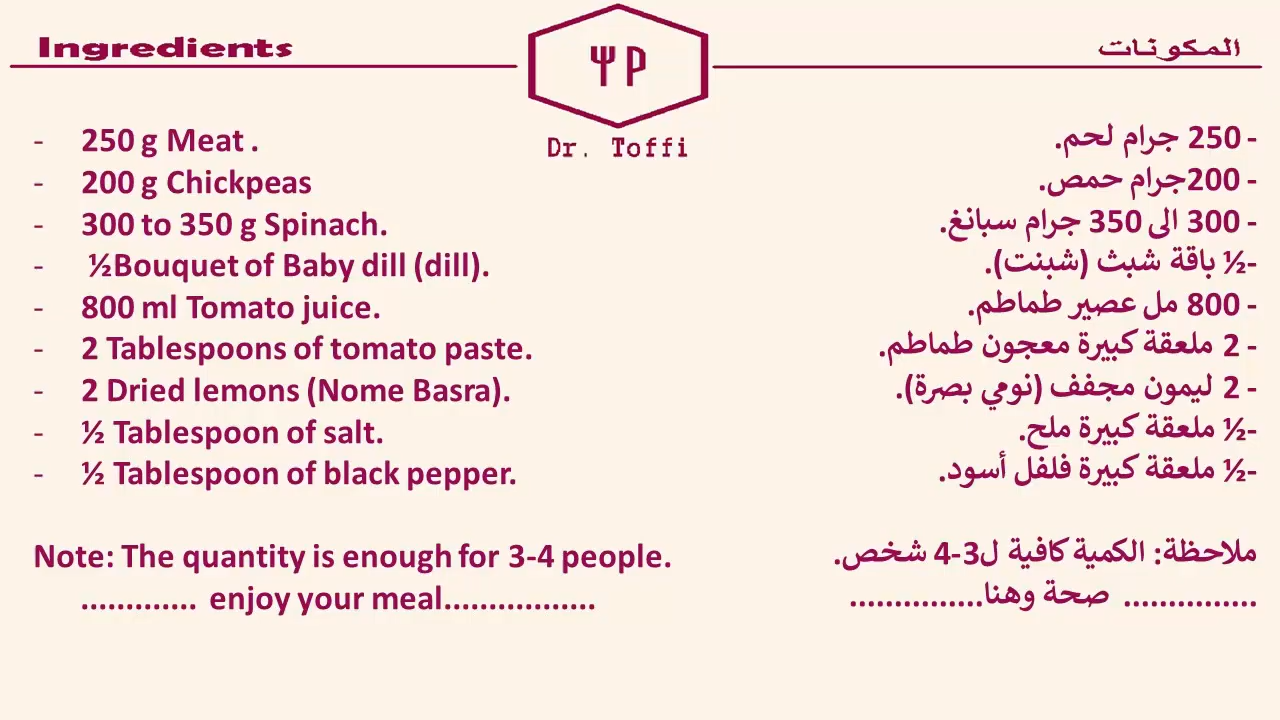 Ingredients
المكونات
Dr. Toffi
- 250 g Meat .
- 200 g Chickpeas
- 300 to 350 g Spinach.
- ½Bouquet of Baby dill (dill).
- 800 ml Tomato juice.
- 2 Tablespoons of tomato paste.
- 2 Dried lemons (Nome Basra).
- ½ Tablespoon of salt.
- ½ Tablespoon of black pepper.
Note: The quantity is enough for 3-4 people.
............. enjoy your meal.................
- 250 جرام لحم.
- 200جرام حمص.
- 300 الى 350 جرام سبانغ.
-½ باقة شبث (شبنت).
- 800 مل عصير طماطم.
- 2 ملعقة كبيرة معجون طماطم.
- 2 ليمون مجفف (نومي بصرة).
-½ ملعقة كبيرة ملح.
-½ ملعقة كبيرة فلفل أسود.
ملاحظة: الكمية كافية ل3-4 شخص.
............... صحة وهنا...............